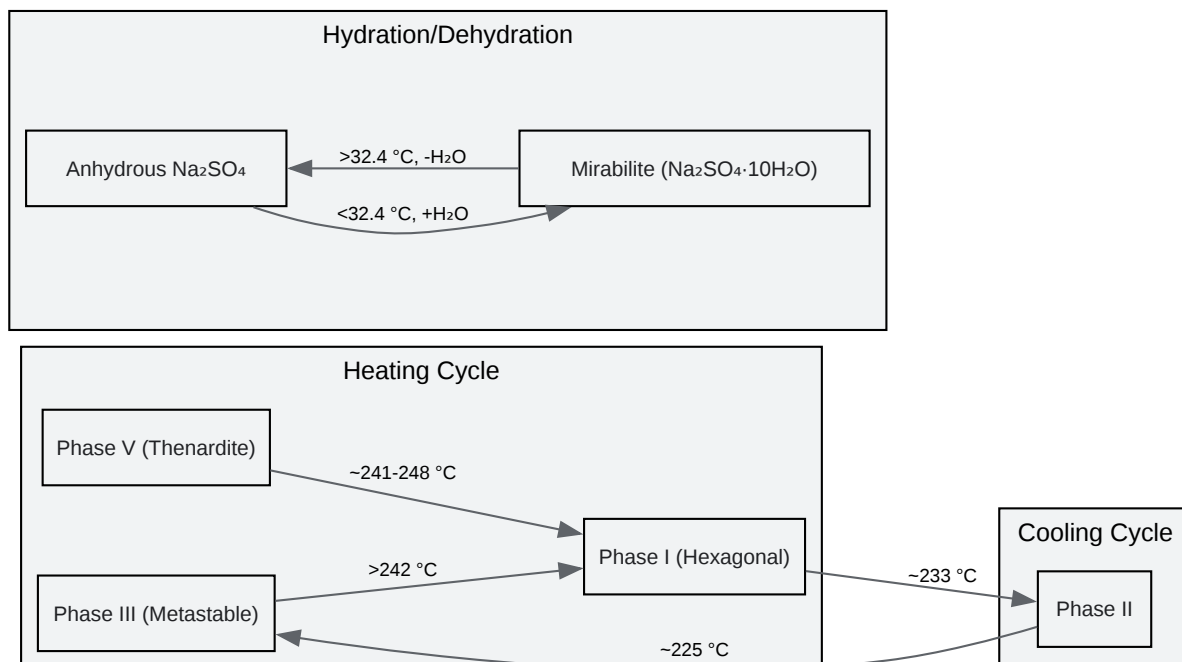 Hydration/Dehydration
Anhydrous Na₂SO₄
>32.4 °C, -H₂O
Mirabilite (Na₂SO₄·10H₂O)
<32.4 °C, +H₂O
Heating Cycle
Phase V (Thenardite)
~241-248 °C
Phase I (Hexagonal)
>242 °C
Phase III (Metastable)
Cooling Cycle
~233 °C
Phase II
~225 °C